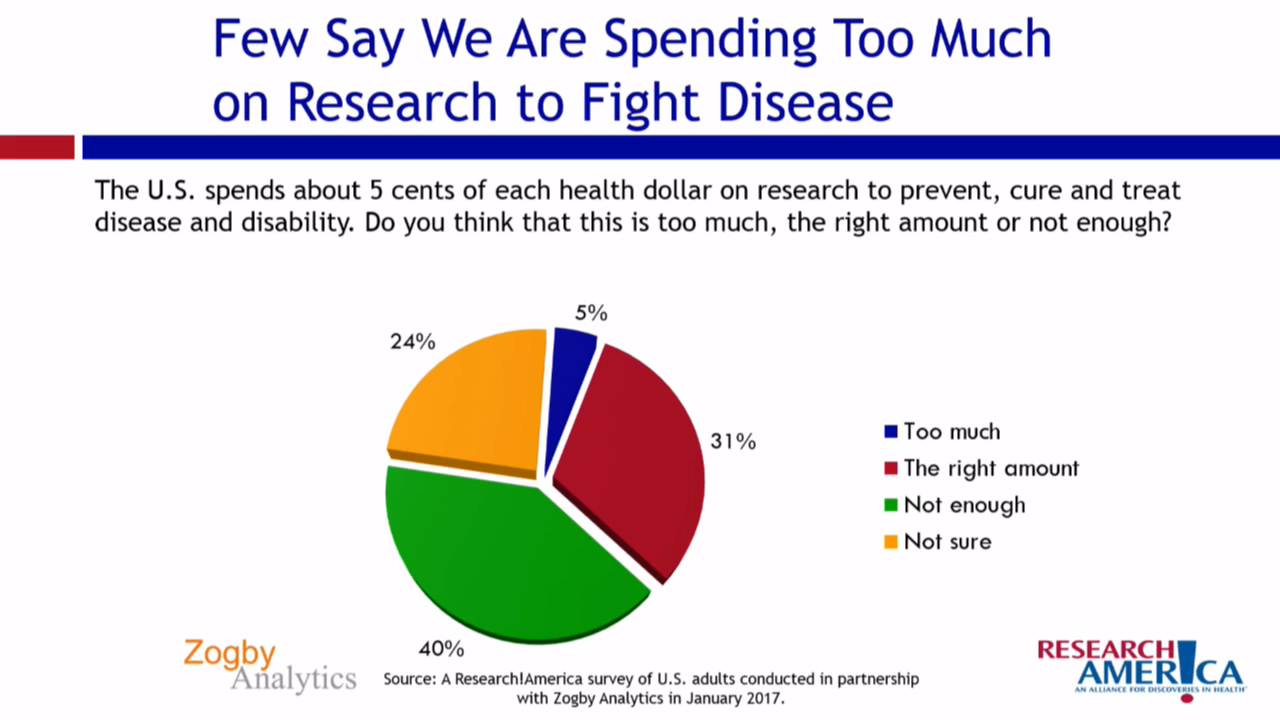 Few Say We Are Spending Too Much
on Research to Fight Disease
The U.S. spends about 5 cents of each health dollar on research to prevent, cure and treat
disease and disability. Do you think that this is too much, the right amount or not enough?
5%
24%
31%
40%
Too much
The right amount
Not enough
Not sure
Zogby
Analytics
Source: A Research!America survey of U.S. adults conducted in partnership
with Zogby Analytics in January 2017.
RESEARCH
AMER!CA
AN ALLIANCE FOR DISCOVERIES IN HEALTH®